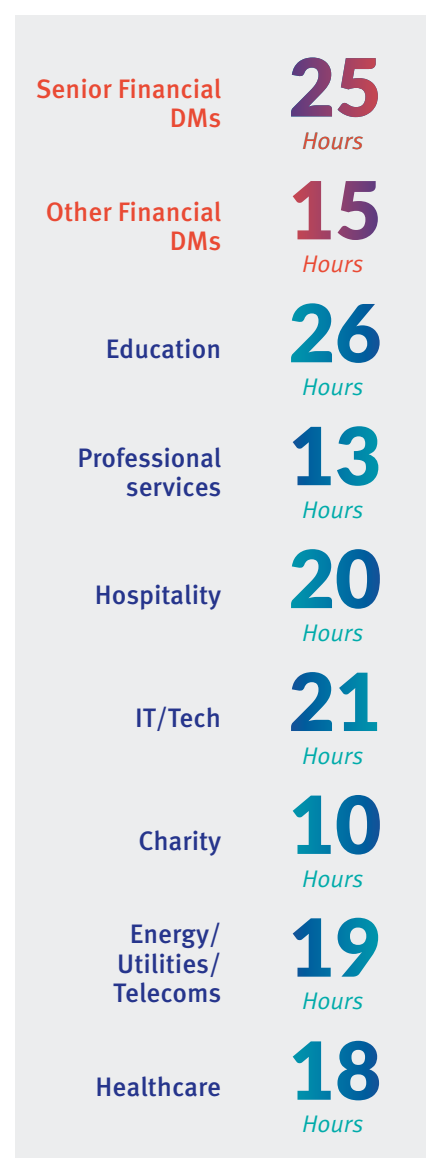 Senior Financial
DMs
25
Hours
Other Financial
DMs
15
Hours
Education
26
Hours
Professional
services
13
Hours
Hospitality
20
Hours
IT/Tech
21
Hours
Charity
10
Hours
Energy/
Utilities/
Telecoms
19
Hours
Healthcare
18
Hours